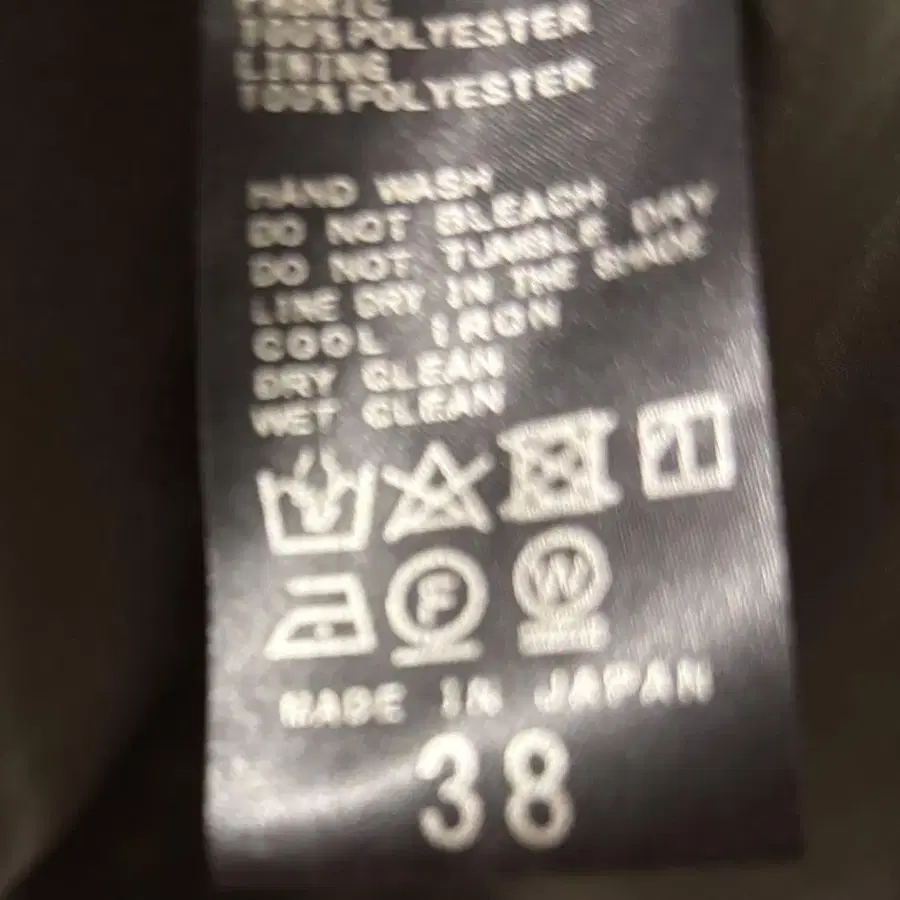 FABRIC
100% POLYESTER
LINING
100% POLYESTER
HAND WASH
DO NOT BLEACH
DO NOT TUMBLE DRY
LINE DRY IN THE SHADE
COOL IRON
DRY CLEAN
WET CLEAN
F W
MADE IN JAPAN
38